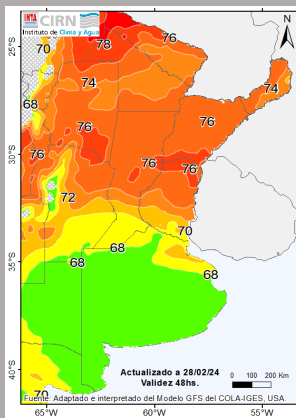 INTA CIRN
Instituto de Clima y Agua
N
76
78
70
25°S
74
74
68
76
76
30°S
76
76
76
72
70
68
68
68
35°S
Actualizado a 28/02/24
Validez 48hs.
0 100 200 Km
40°S
70
Fuente: Adaptado e interpretado del Modelo GFS del COLA-IGES, USA.
65°W 60°W 55°W